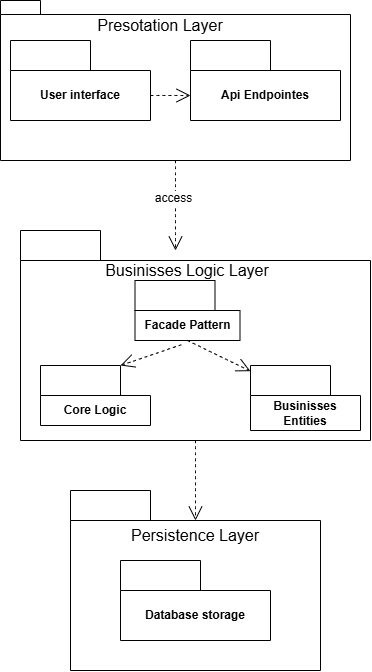 Presotation Layer
User interface
Api Endpointes
access
Businisses Logic Layer
Facade Pattern
Core Logic
Businisses
Entities
Persistence Layer
Database storage